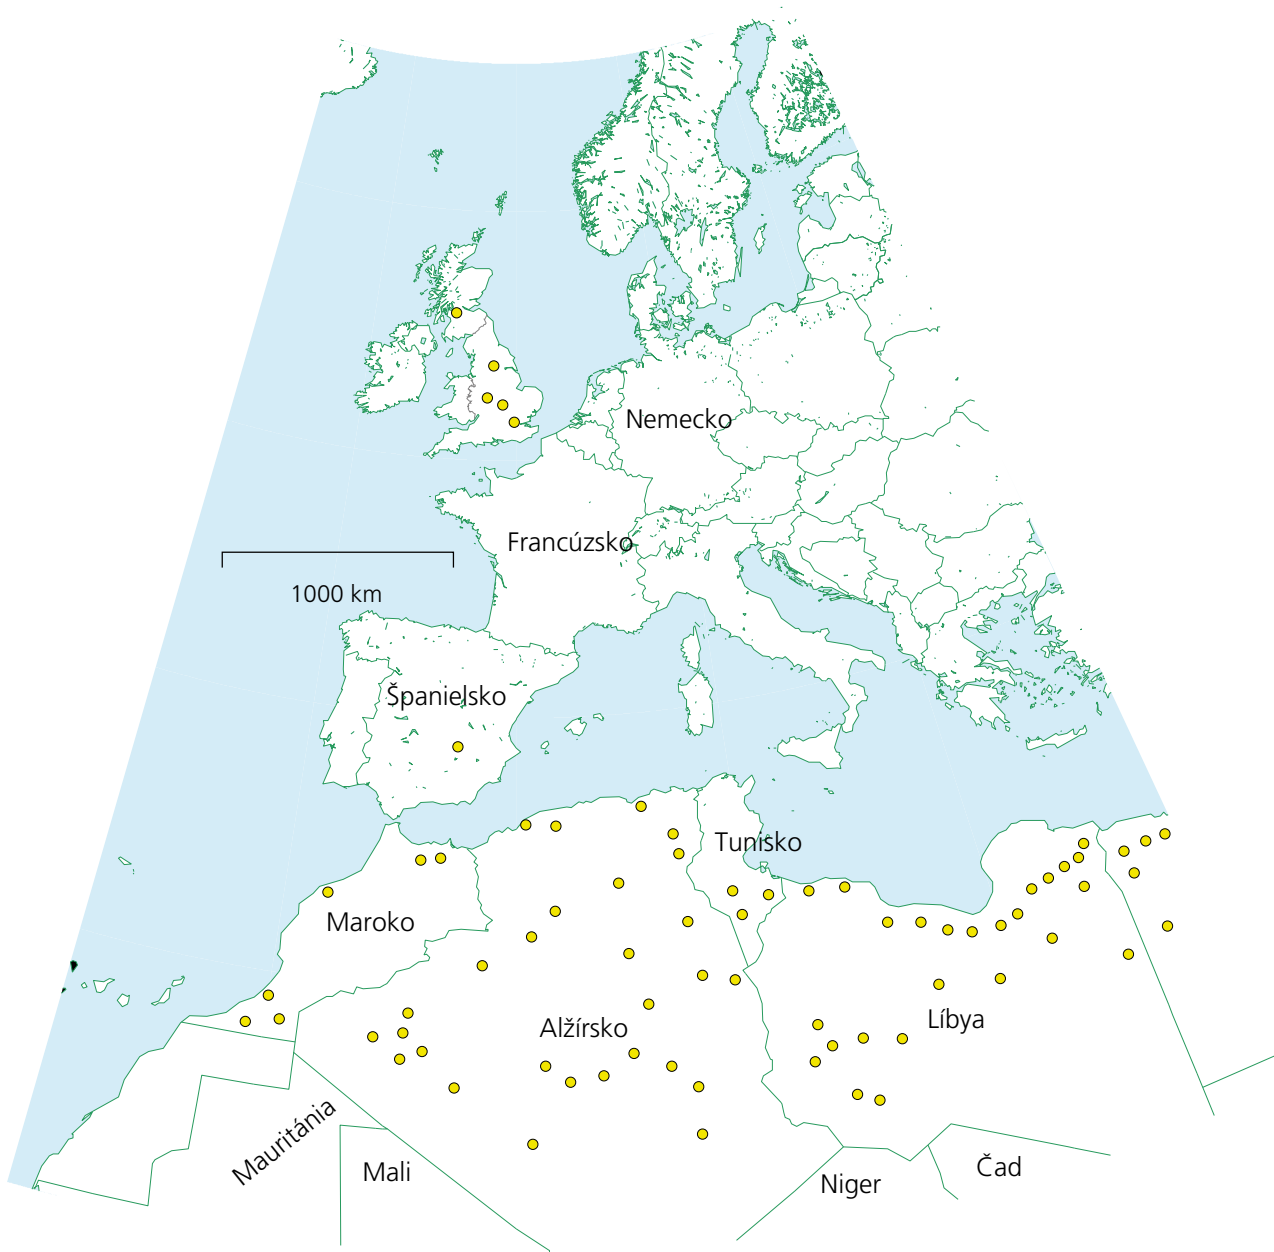 Nemecko
Francúzsko
1000 km
Španielsko
Tunisko
Maroko
Alžírsko
Líbya
Mauritánia
Mali
Niger
Čad